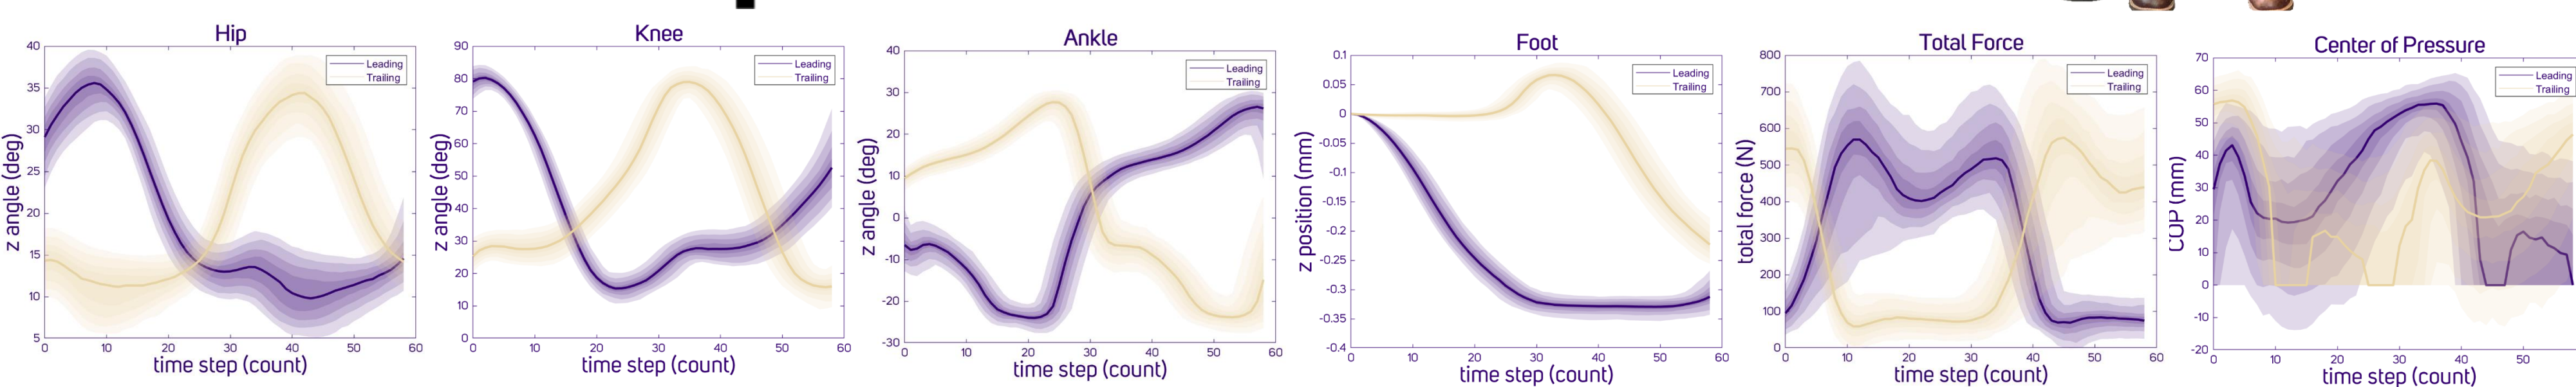 Hip
40
35
30
25
20
15
10
5
z angle (deg)
Leading
Trailing
0 10 20 30 40 50 60
time step (count)
Knee
90
80
70
60
50
40
30
20
10
0
z angle (deg)
Leading
Trailing
0 10 20 30 40 50 60
time step (count)
Ankle
40
30
20
10
0
-10
-20
-30
z angle (deg)
Leading
Trailing
0 10 20 30 40 50 60
time step (count)
Foot
0.1
0.05
0
-0.05
-0.1
-0.15
-0.2
-0.25
-0.3
-0.35
-0.4
z position (mm)
Leading
Trailing
0 10 20 30 40 50 60
time step (count)
Total Force
800
700
600
500
400
300
200
100
0
total force (N)
Leading
Trailing
0 10 20 30 40 50 60
time step (count)
Center of Pressure
70
60
50
40
30
20
10
0
-10
-20
COP (mm)
Leading
Trailing
0 10 20 30 40 50
time step (count)